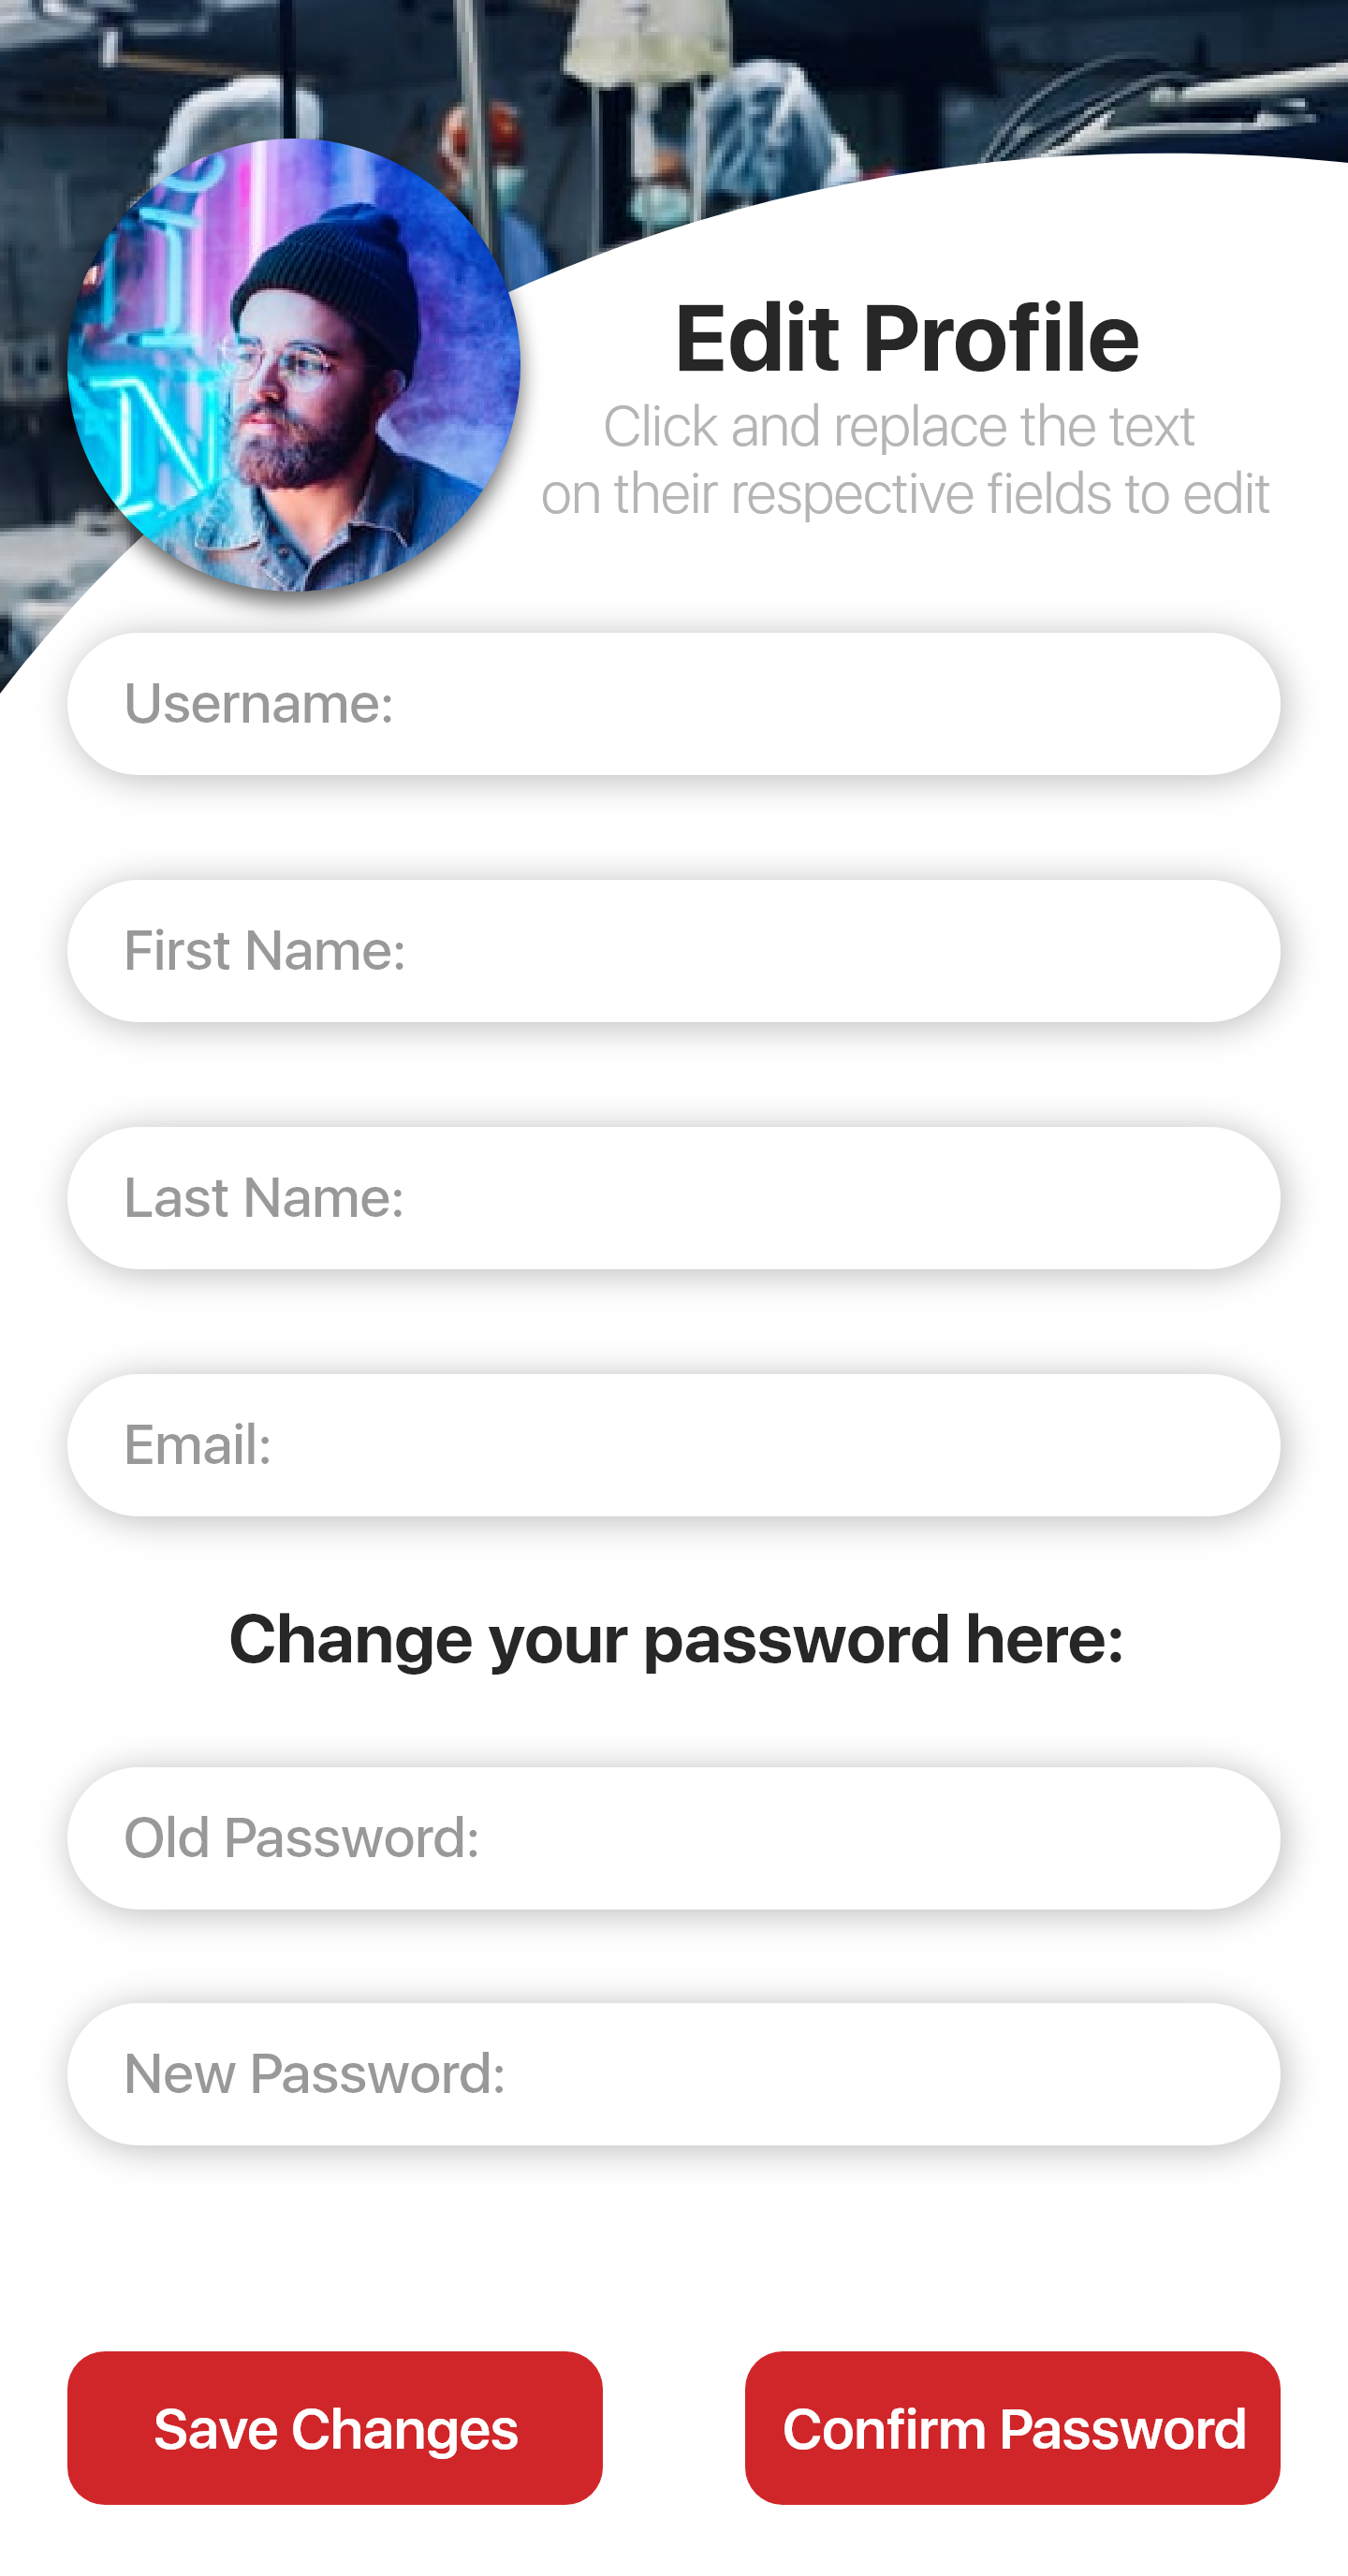 Edit Profile
Click and replace the text
on their respective fields to edit
Username:
First Name:
Last Name:
Email:
Change your password here:
Old Password:
New Password:
Save Changes
Confirm Password